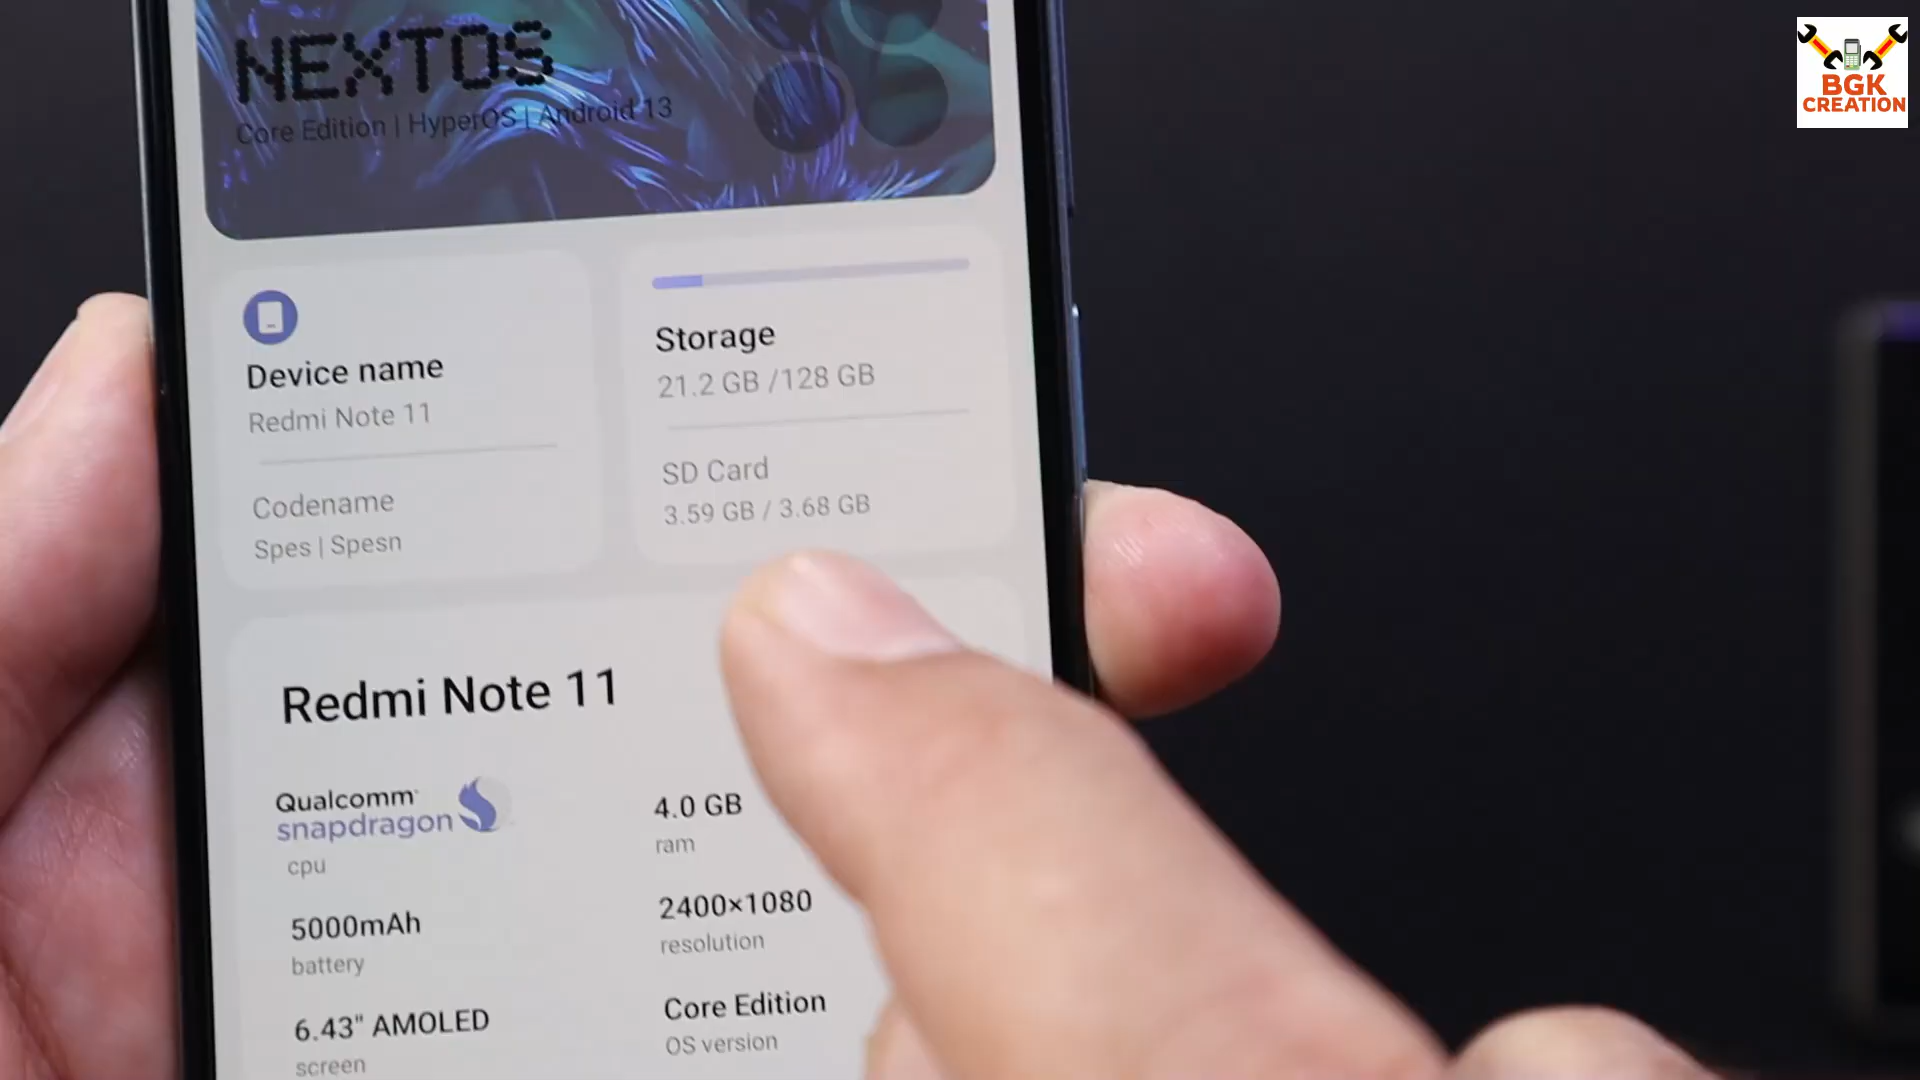 BGK
CREATION
NEXTOS
Core Edition | HyperOS | Android 13
Device name
Redmi Note 11
Codename
Spes | Spesn
Storage
21.2 GB /128 GB
SD Card
3.59 GB / 3.68 GB
Redmi Note 11
Qualcomm
snapdragon
cpu
4.0 GB
ram
5000mAh
battery
2400×1080
resolution
6.43" AMOLED
screen
Core Edition
OS version